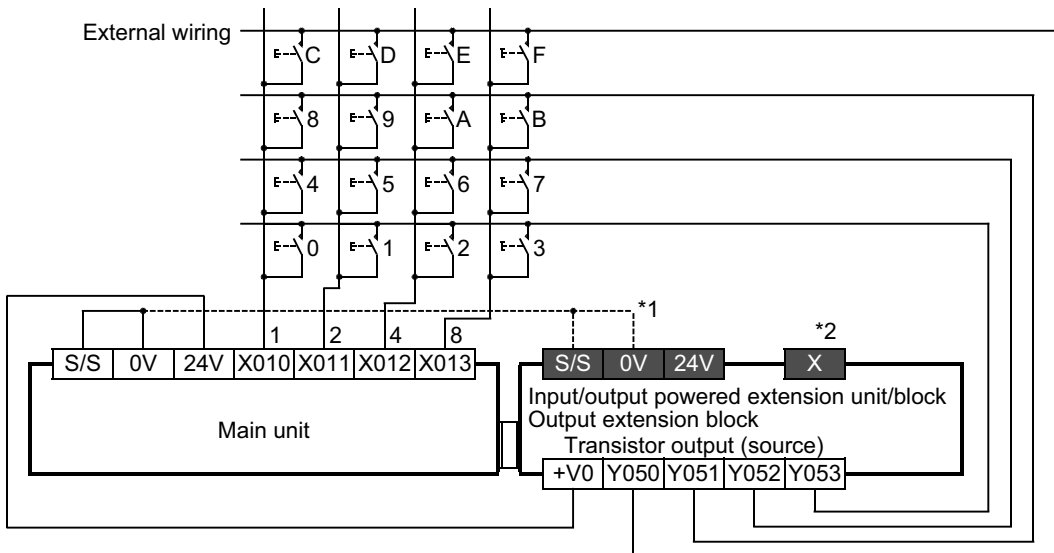 External wiring
C D E F
8 9 A B
4 5 6 7
0 1 2 3
*1
*2
1 2 4 8
S/S 0V 24V X010 X011 X012 X013
S/S 0V 24V X
Main unit
Input/output powered extension unit/block
Output extension block
Transistor output (source)
+V0 Y050 Y051 Y052 Y053